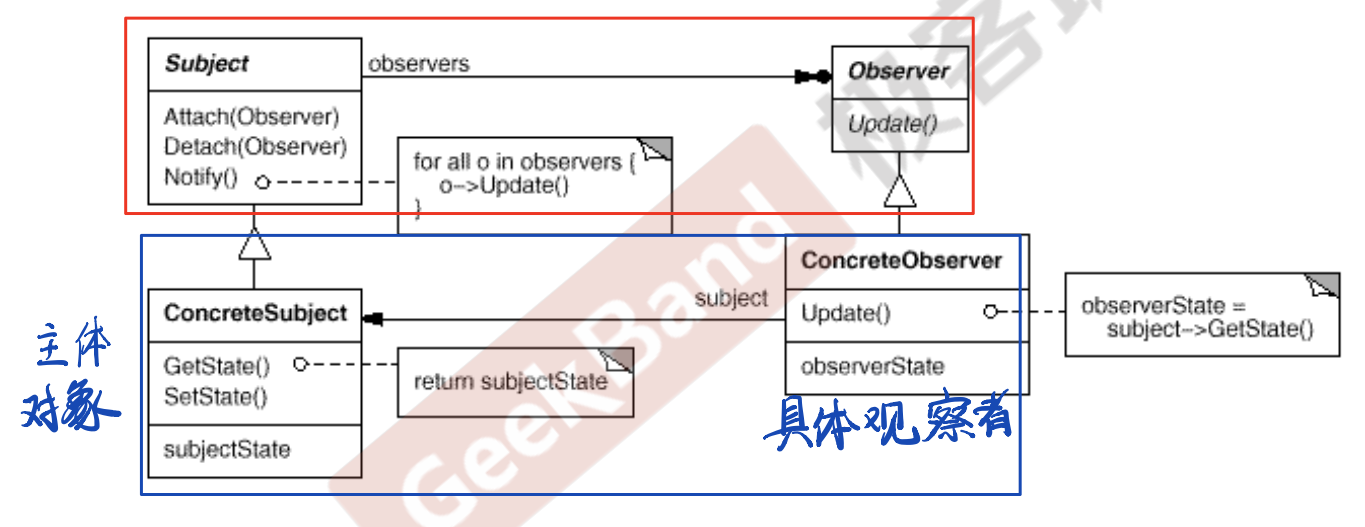 Subject
Attach(Observer)
Detach(Observer)
Notify()
observers
Observer
Update()
for all o in observers {
o->Update()
}
ConcreteSubject
GetState()
SetState()
subjectState
return subjectState
subject
ConcreteObserver
Update()
observerState
observerState =
subject->GetState()
主体
对象
具体观察者
GeekBand
极客